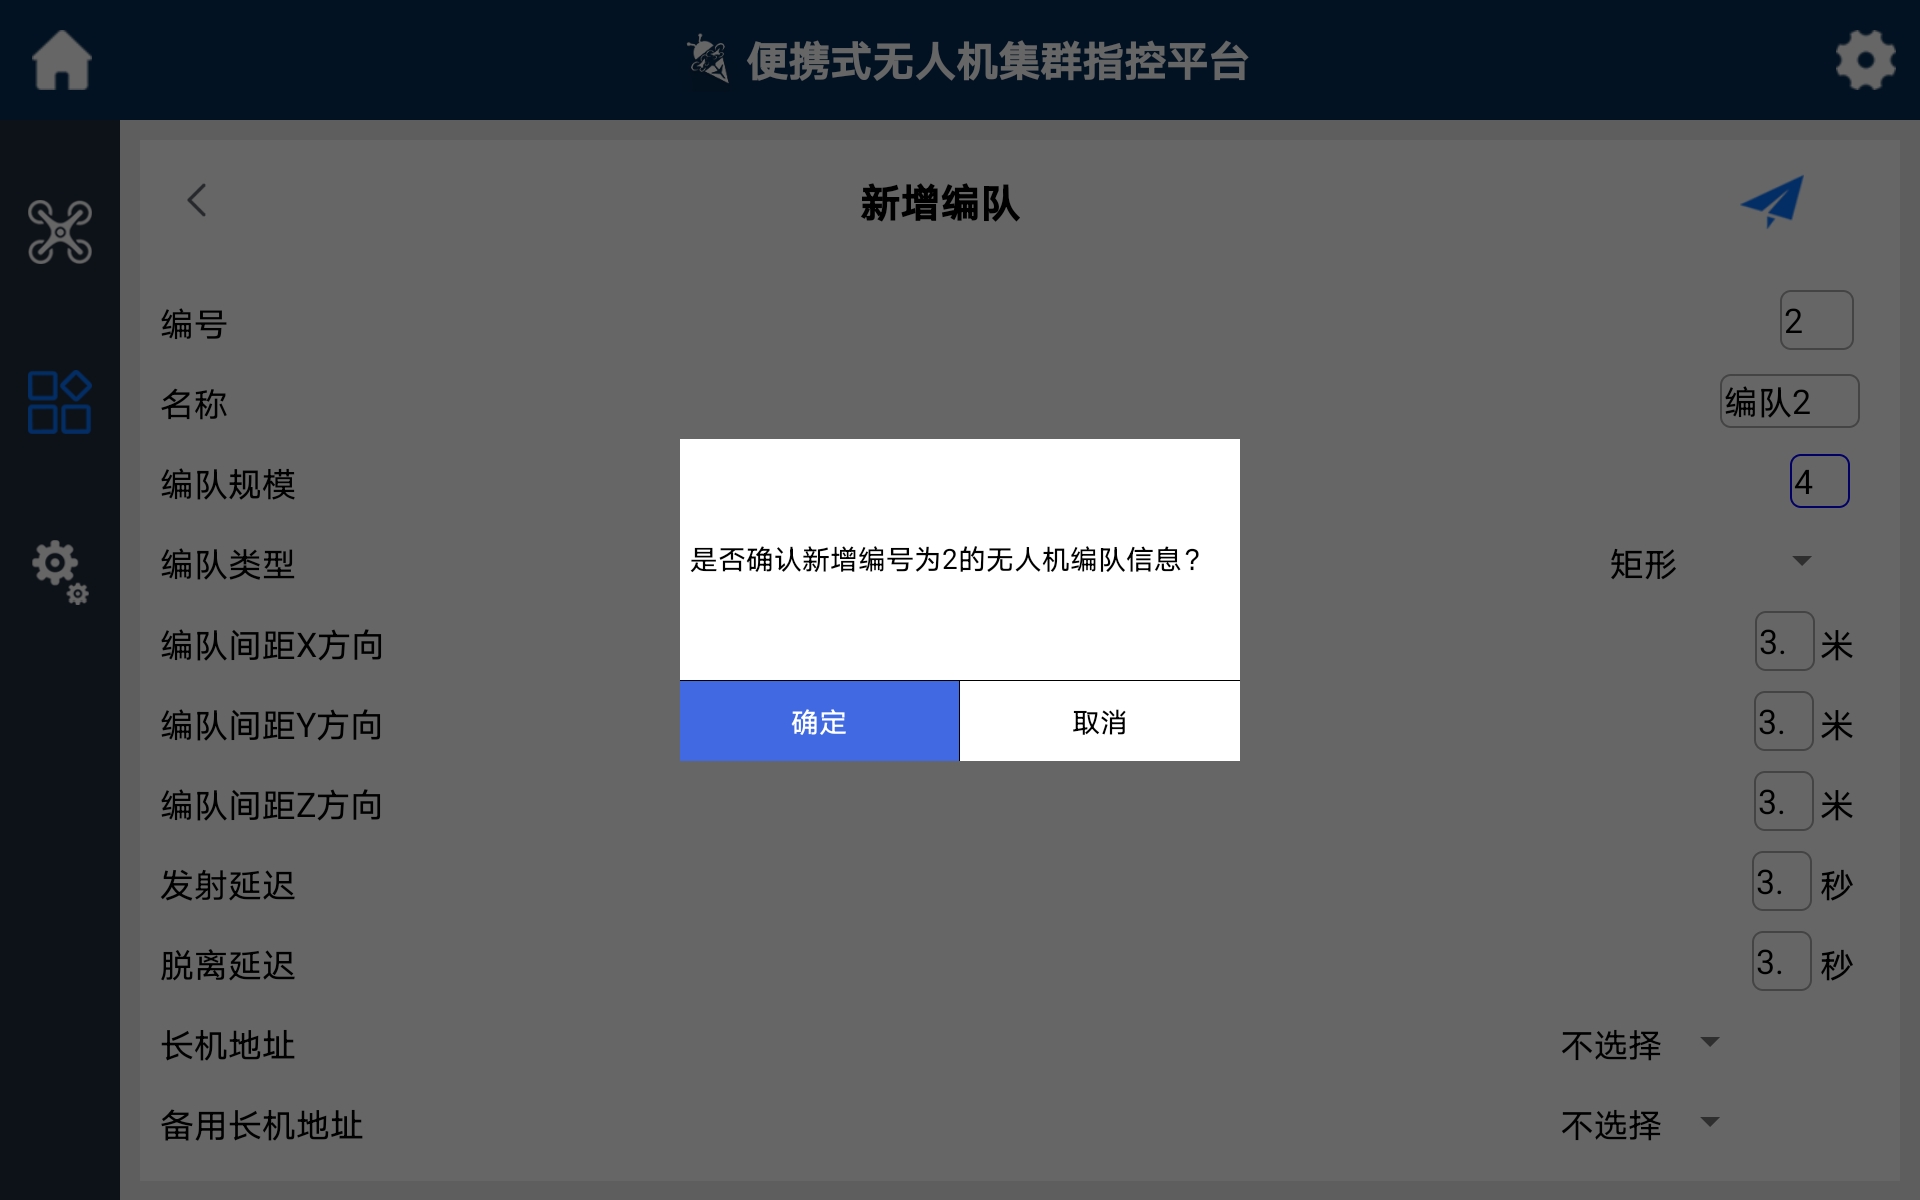 便携式无人机集群指控平台
新增编队
编号 2
名称 编队2
编队规模 4
编队类型 矩形
编队间距X方向 3. 米
编队间距Y方向 3. 米
编队间距Z方向 3. 米
发射延迟 3. 秒
脱离延迟 3. 秒
长机地址 不选择
备用长机地址 不选择
是否确认新增编号为2的无人机编队信息？
确定 取消